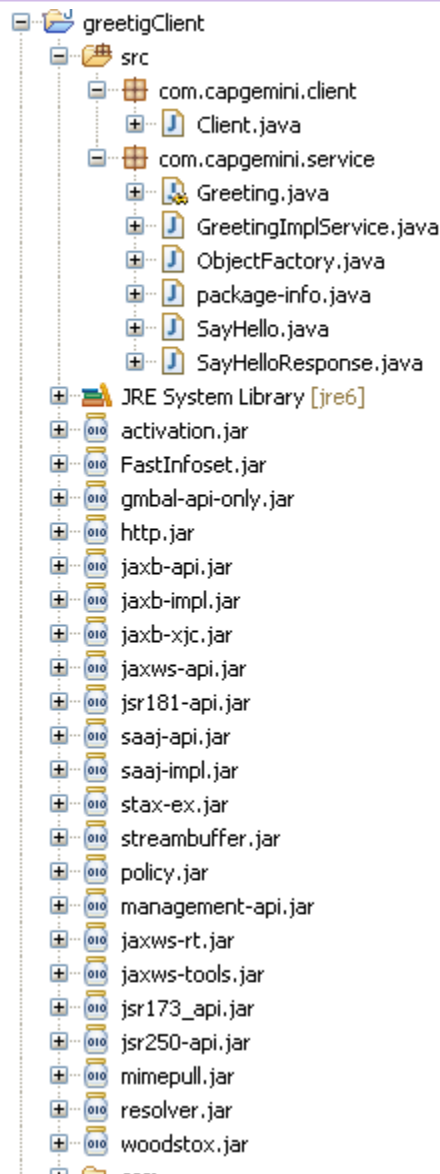 greetigClient
src
com.capgemini.client
Client.java
com.capgemini.service
Greeting.java
GreetingImplService.java
ObjectFactory.java
package-info.java
SayHello.java
SayHelloResponse.java
JRE System Library [jre6]
activation.jar
FastInfoset.jar
gmbal-api-only.jar
http.jar
jaxb-api.jar
jaxb-impl.jar
jaxb-xjc.jar
jaxws-api.jar
jsr181-api.jar
saaj-api.jar
saaj-impl.jar
stax-ex.jar
streambuffer.jar
policy.jar
management-api.jar
jaxws-rt.jar
jaxws-tools.jar
jsr173_api.jar
jsr250-api.jar
mimepull.jar
resolver.jar
woodstox.jar